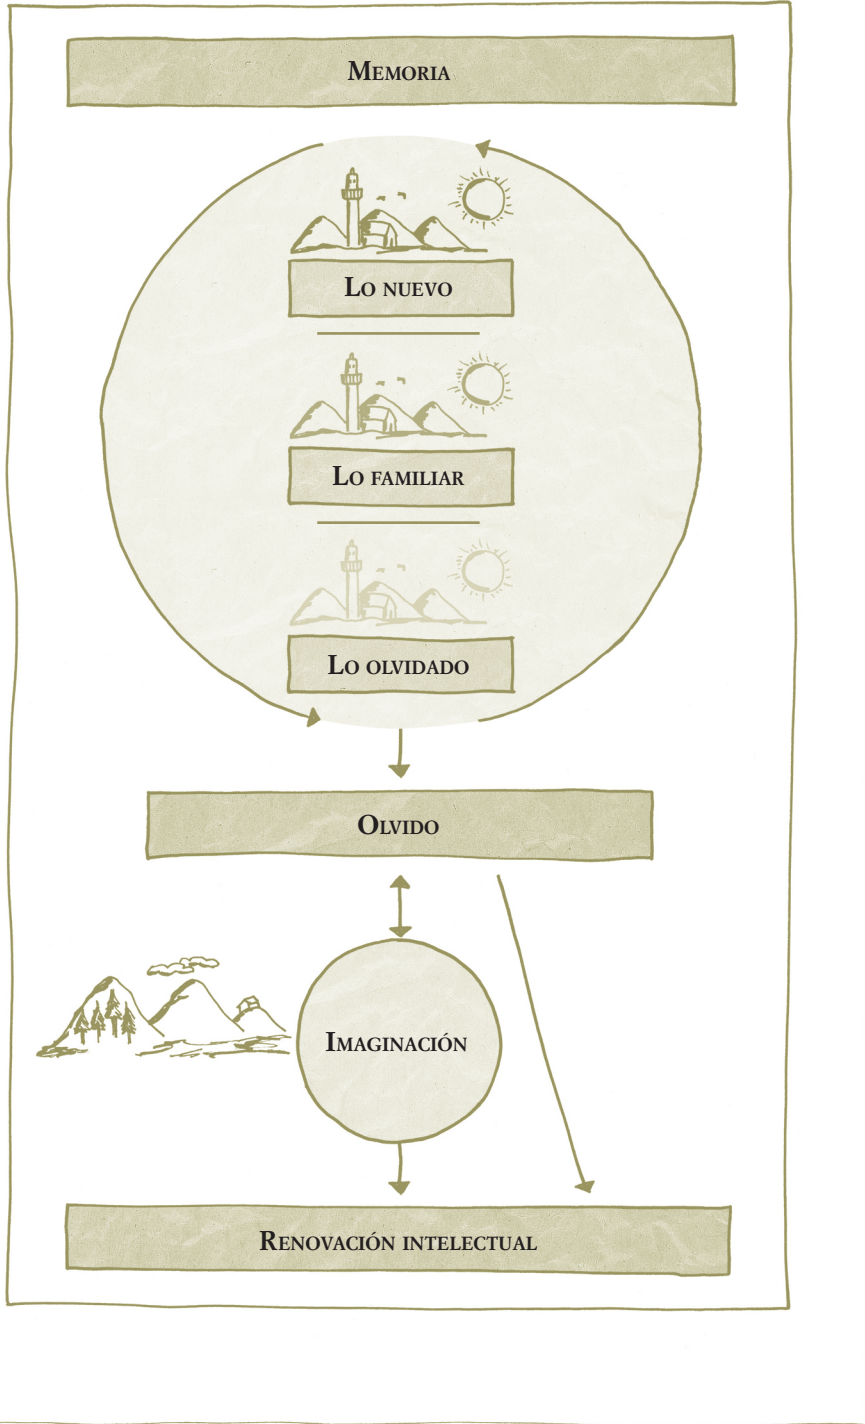 Memoria
Lo nuevo
Lo familiar
Lo olvidado
Olvido
Imaginación
Renovación intelectual